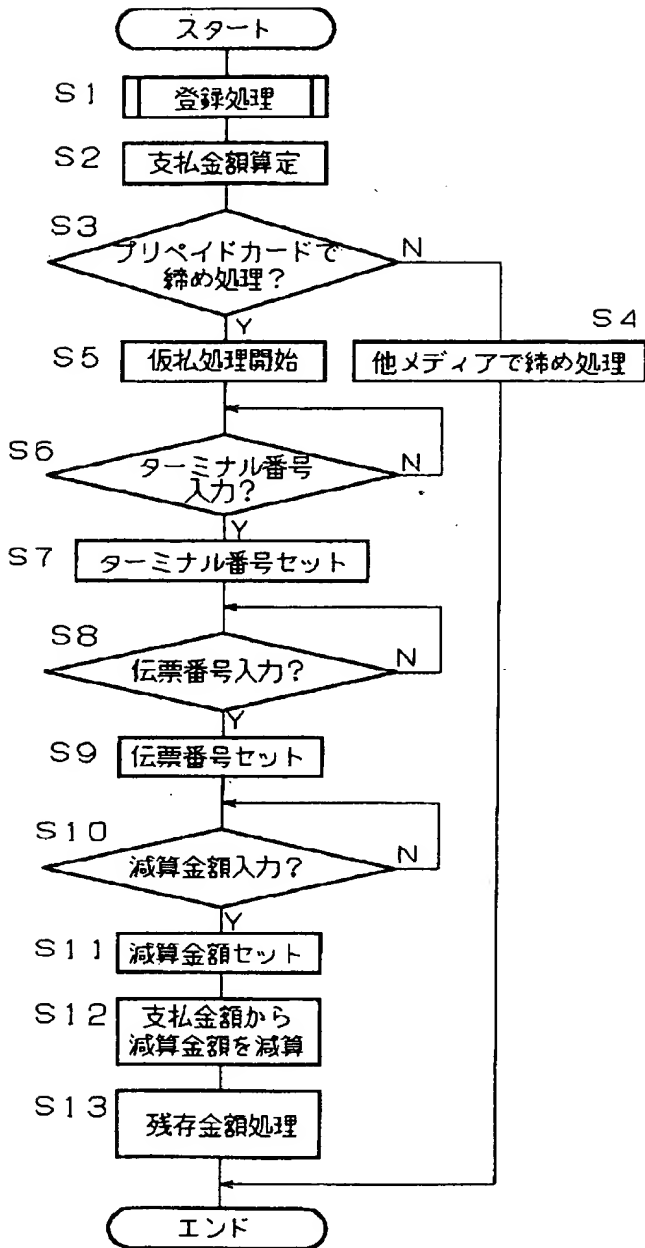 スタート
S1
登録処理
S2
支払金額算定
S3
プリペイドカードで
締め処理?
N
Y
S4
他メディアで締め処理
S5
仮払処理開始
S6
ターミナル番号
入力?
N
Y
S7
ターミナル番号セット
S8
伝票番号入力?
N
Y
S9
伝票番号セット
S10
減算金額入力?
N
Y
S11
減算金額セット
S12
支払金額から
減算金額を減算
S13
残存金額処理
エンド